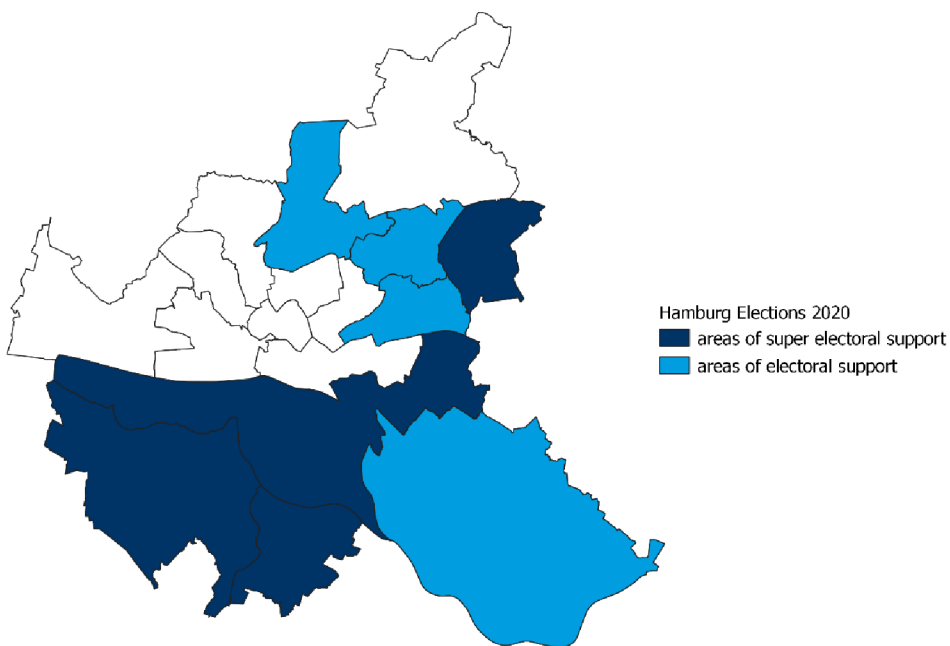 Hamburg Elections 2020
areas of super electoral support
areas of electoral support